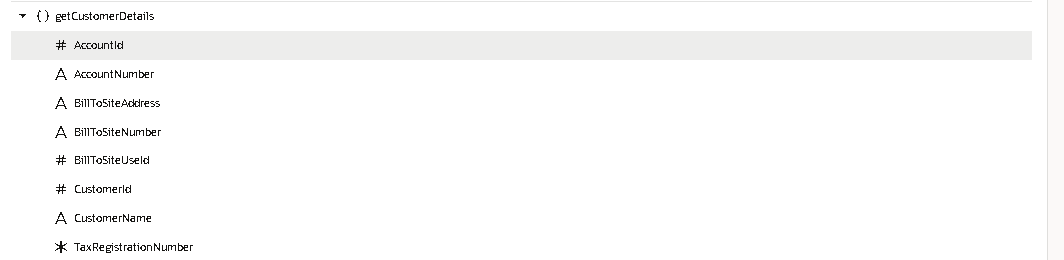 { } getCustomerDetails
# AccountId
A AccountNumber
A BillToSiteAddress
A BillToSiteNumber
# BillToSiteUseId
# CustomerId
A CustomerName
* TaxRegistrationNumber